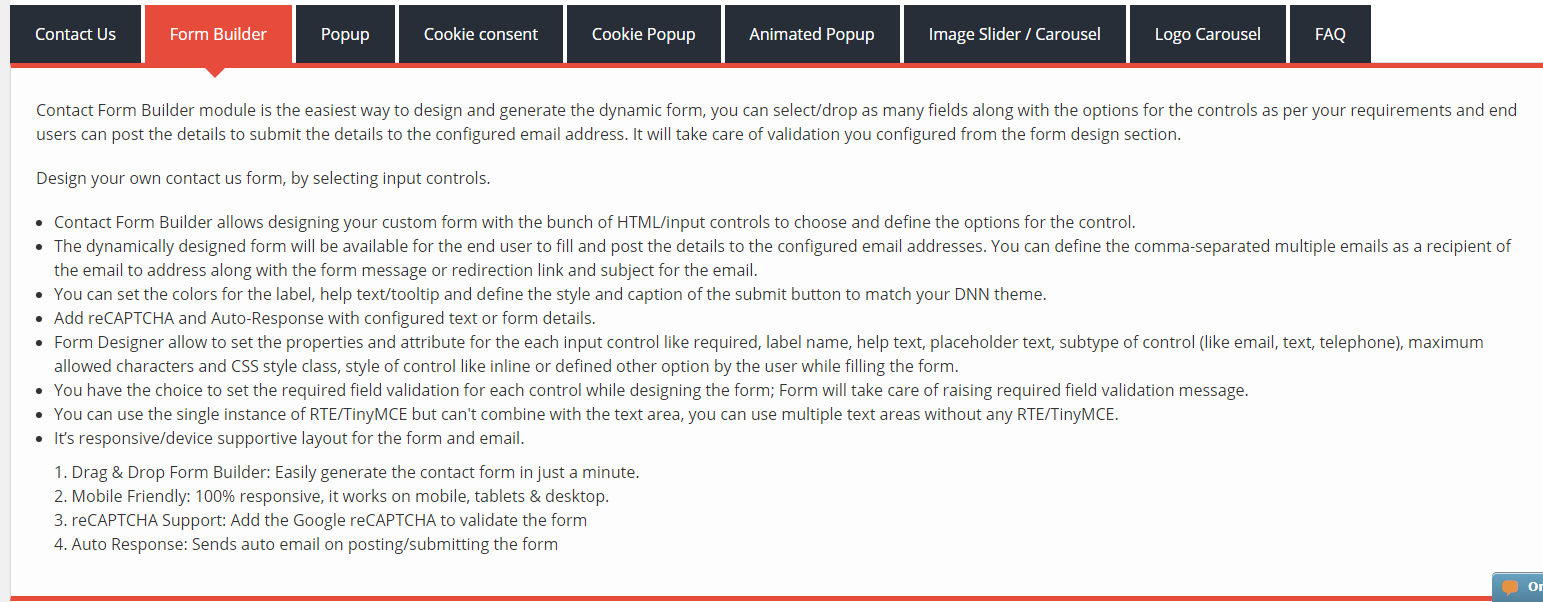 Contact Us Form Builder Popup Cookie consent Cookie Popup Animated Popup Image Slider / Carousel Logo Carousel FAQ
Contact Form Builder module is the easiest way to design and generate the dynamic form, you can select/drop as many fields along with the options for the controls as per your requirements and end
users can post the details to submit the details to the configured email address. It will take care of validation you configured from the form design section.
Design your own contact us form, by selecting input controls.
• Contact Form Builder allows designing your custom form with the bunch of HTML/input controls to choose and define the options for the control.
• The dynamically designed form will be available for the end user to fill and post the details to the configured email addresses. You can define the comma-separated multiple emails as a recipient of
the email to address along with the form message or redirection link and subject for the email.
• You can set the colors for the label, help text/tooltip and define the style and caption of the submit button to match your DNN theme.
• Add reCAPTCHA and Auto-Response with configured text or form details.
• Form Designer allow to set the properties and attribute for the each input control like required, label name, help text, placeholder text, subtype of control (like email, text, telephone), maximum
allowed characters and CSS style class, style of control like inline or defined other option by the user while filling the form.
• You have the choice to set the required field validation for each control while designing the form; Form will take care of raising required field validation message.
• You can use the single instance of RTE/TinyMCE but can't combine with the text area, you can use multiple text areas without any RTE/TinyMCE.
• It’s responsive/device supportive layout for the form and email.
1. Drag & Drop Form Builder: Easily generate the contact form in just a minute.
2. Mobile Friendly: 100% responsive, it works on mobile, tablets & desktop.
3. reCAPTCHA Support: Add the Google reCAPTCHA to validate the form
4. Auto Response: Sends auto email on posting/submitting the form